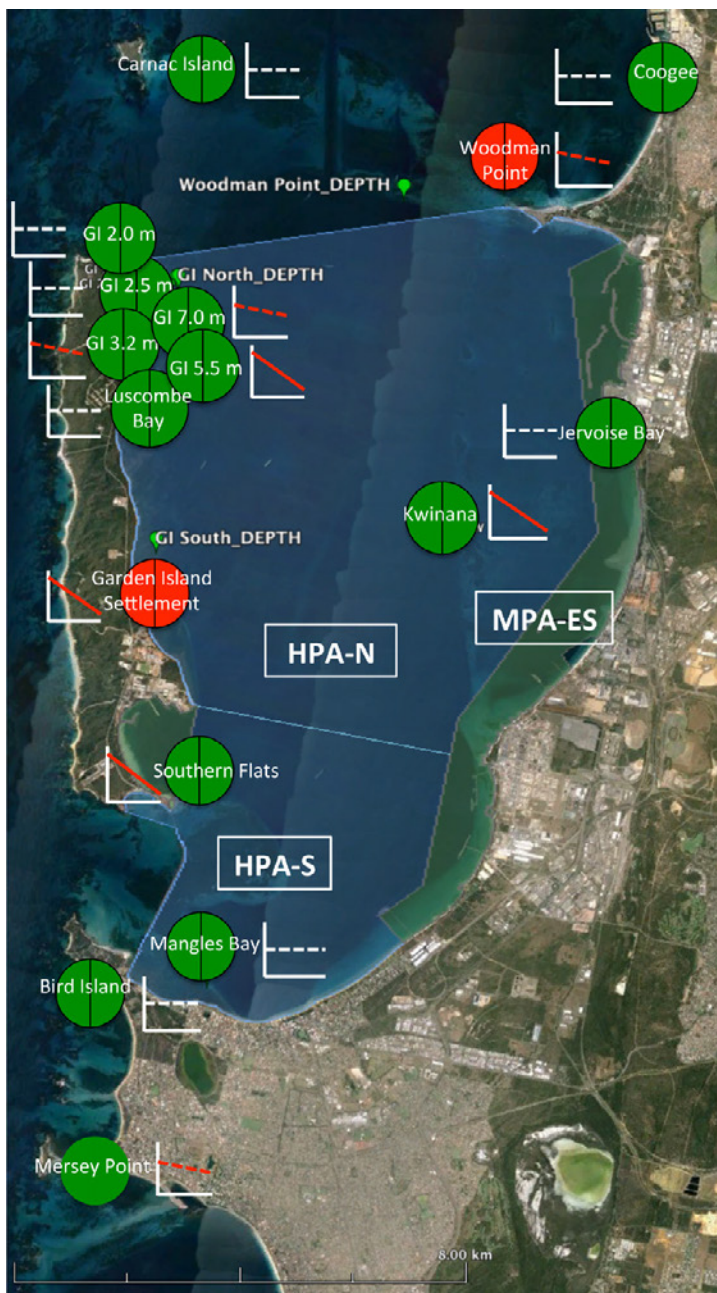 Carnac Island
Coogee
Woodman
Point
Woodman Point_DEPTH
GI 2.0 m
GI
GI North_DEPTH
GI 2.5 m
GI 7.0 m
GI 3.2 m
GI 5.5 m
Luscombe
Bay
Jervoise Bay
Kwinana
GI South_DEPTH
Garden Island
Settlement
MPA-ES
HPA-N
Southern Flats
HPA-S
Mangles Bay
Bird Island
Mersey Point
8.00 km